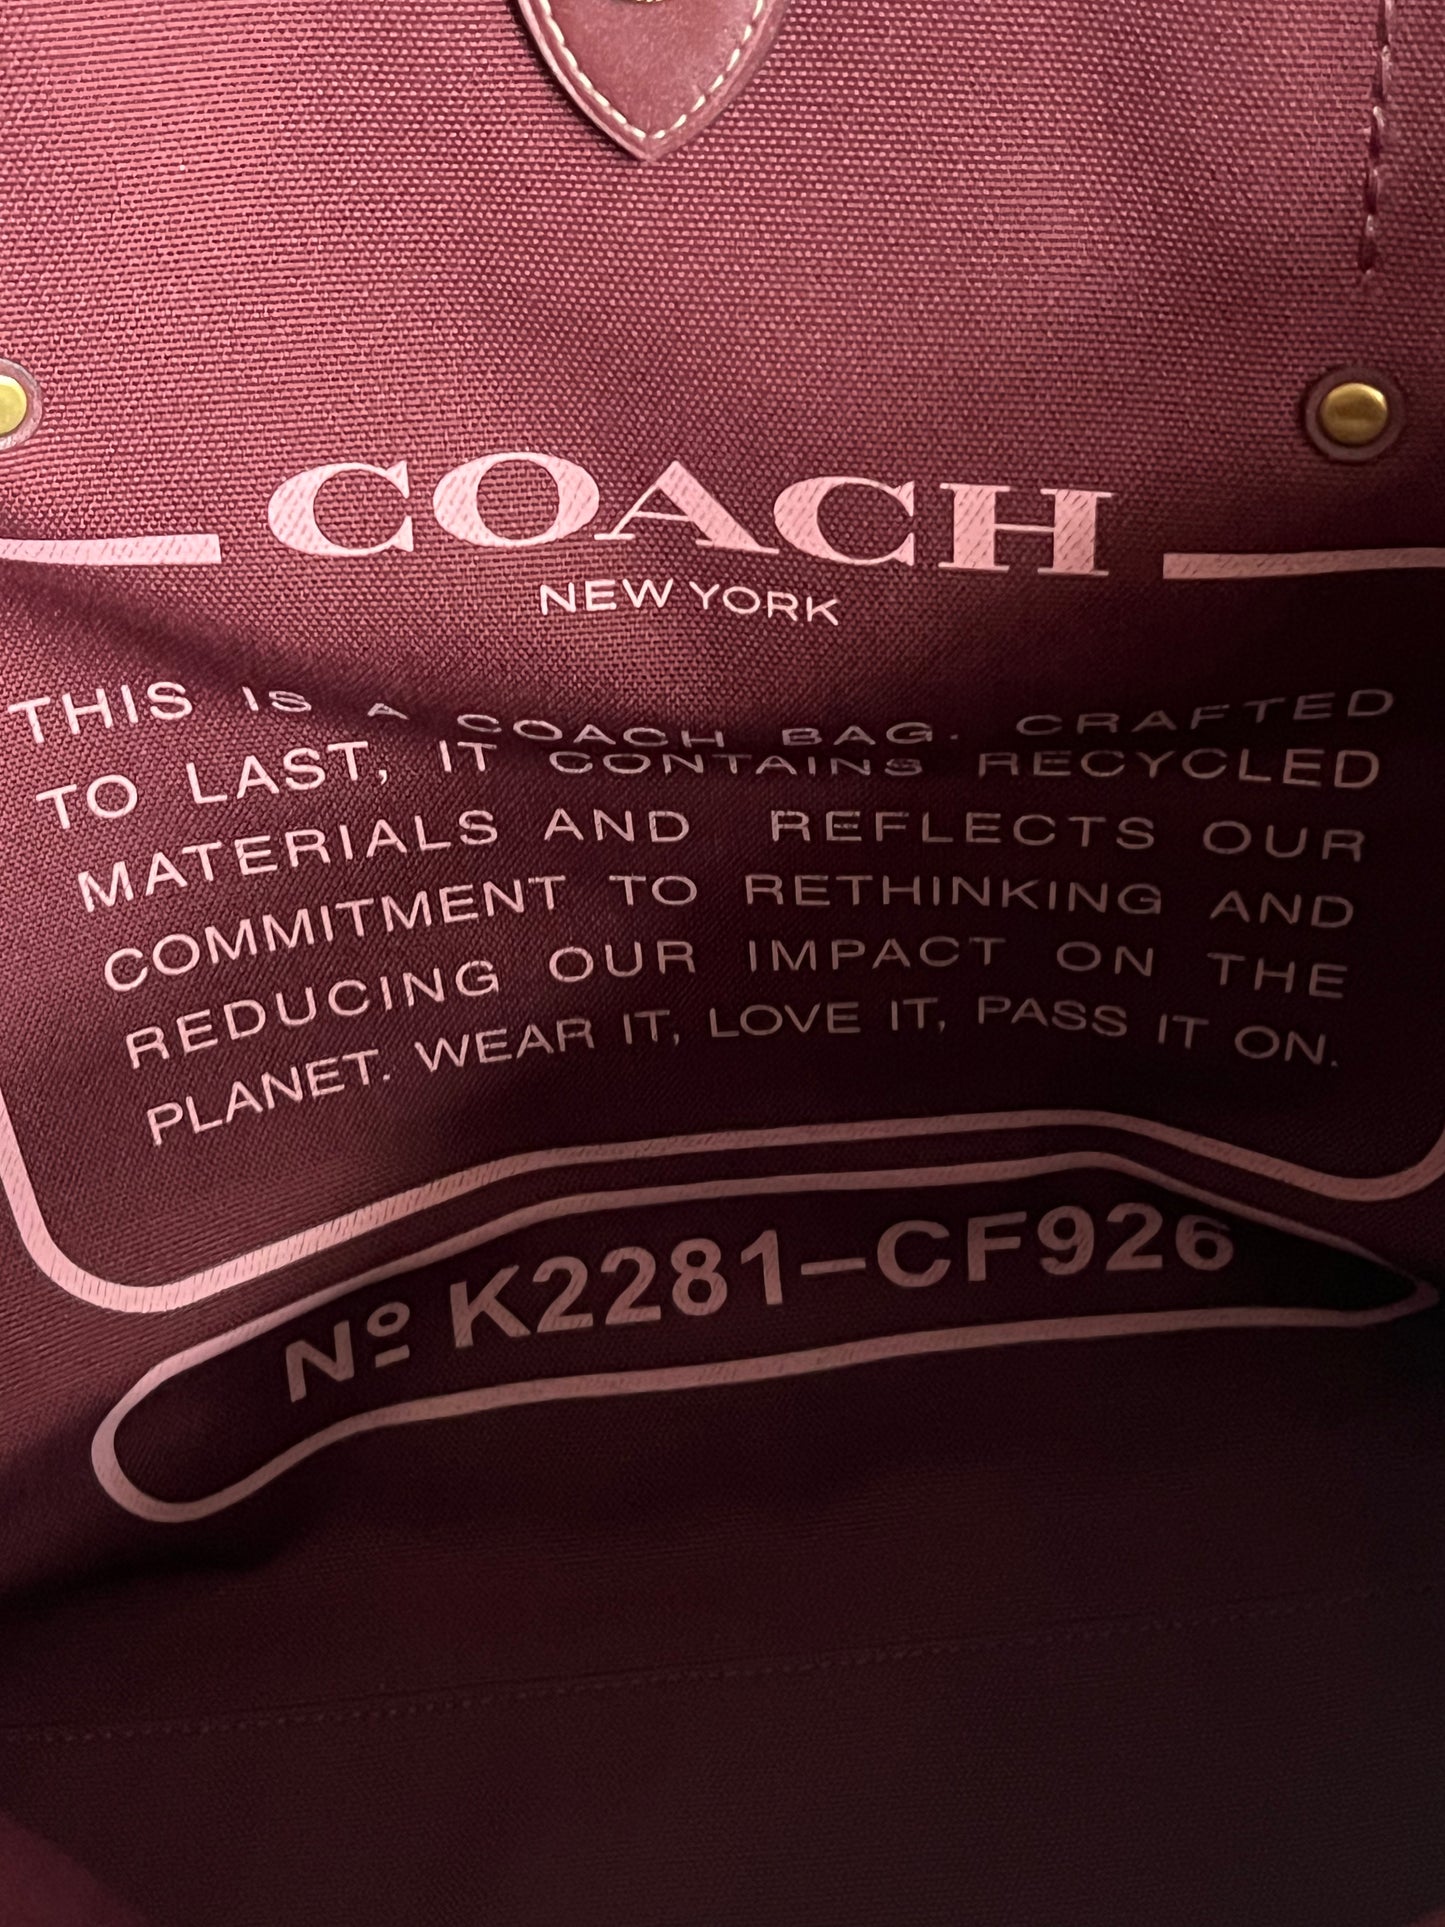 COACH
NEW YORK
THIS IS A COACH BAG. CRAFTED
TO LAST, IT CONTAINS RECYCLED
MATERIALS AND REFLECTS OUR
COMMITMENT TO RETHINKING AND
REDUCING OUR IMPACT ON THE
PLANET. WEAR IT, LOVE IT, PASS IT ON.
Nº K2281-CF926